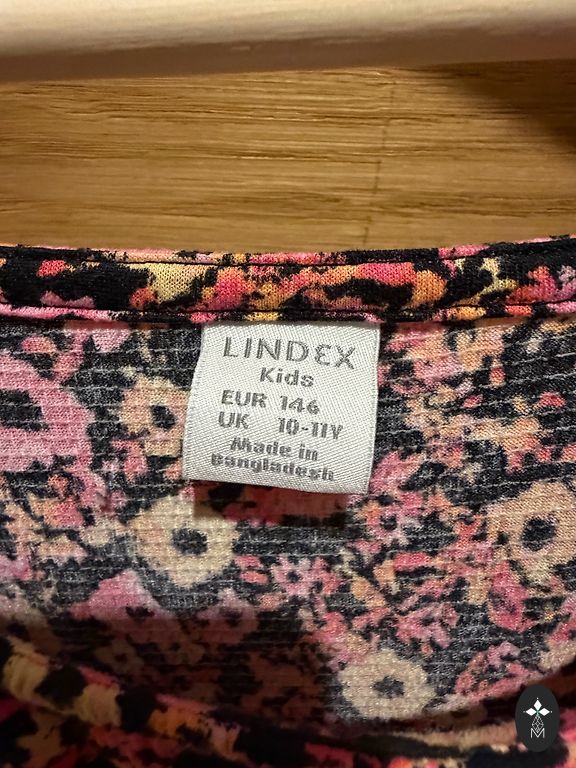 LINDEX
Kids
EUR 146
UK 10-11Y
Made in
Bangladesh
M